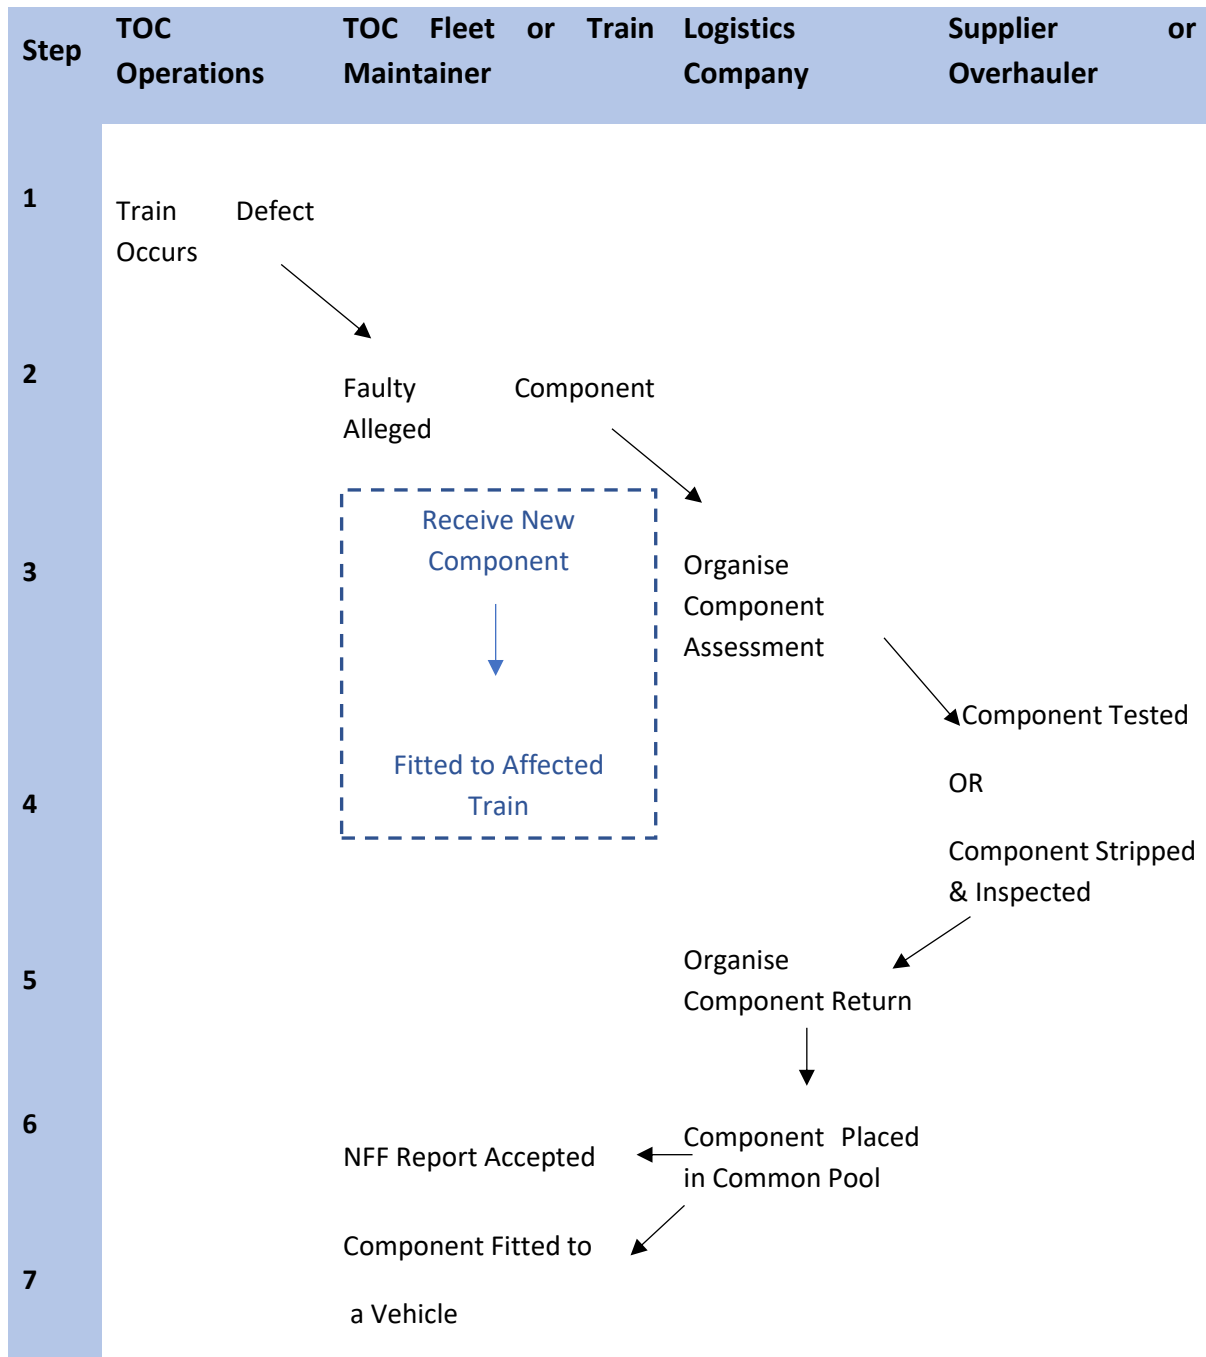 Step
TOC
Operations
TOC Fleet or Train
Maintainer
Logistics
Company
Supplier or
Overhauler
1
Train Defect
Occurs
2
Faulty Component
Alleged
3
Receive New
Component
Organise
Component
Assessment
4
Fitted to Affected
Train
Component Tested
OR
Component Stripped
& Inspected
5
Organise
Component Return
6
NFF Report Accepted
Component Placed
in Common Pool
7
Component Fitted to
a Vehicle